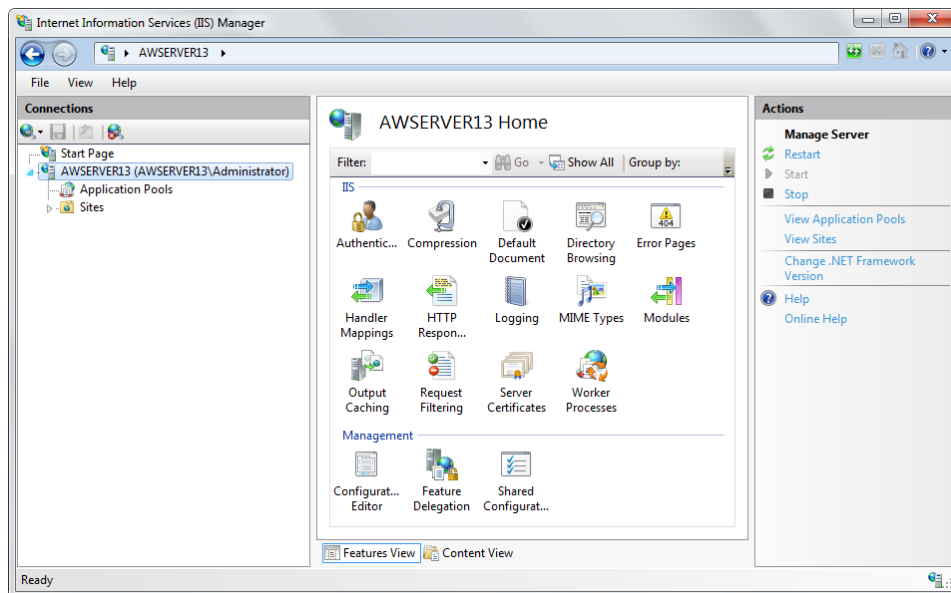 Internet Information Services (IIS) Manager
AWSERVER13
File View Help
Connections
Start Page
AWSERVER13 (AWSERVER13\Administrator)
Application Pools
Sites
AWSERVER13 Home
Filter: Go Show All Group by:
IIS
Authentic... Compression Default Document Directory Browsing Error Pages
404
Handler Mappings HTTP Respon... Logging MIME Types Modules
Output Caching Request Filtering Server Certificates Worker Processes
Management
Configurat... Editor Feature Delegation Shared Configurat...
Features View Content View
Actions
Manage Server
Restart
Start
Stop
View Application Pools
View Sites
Change .NET Framework
Version
Help
Online Help
Ready